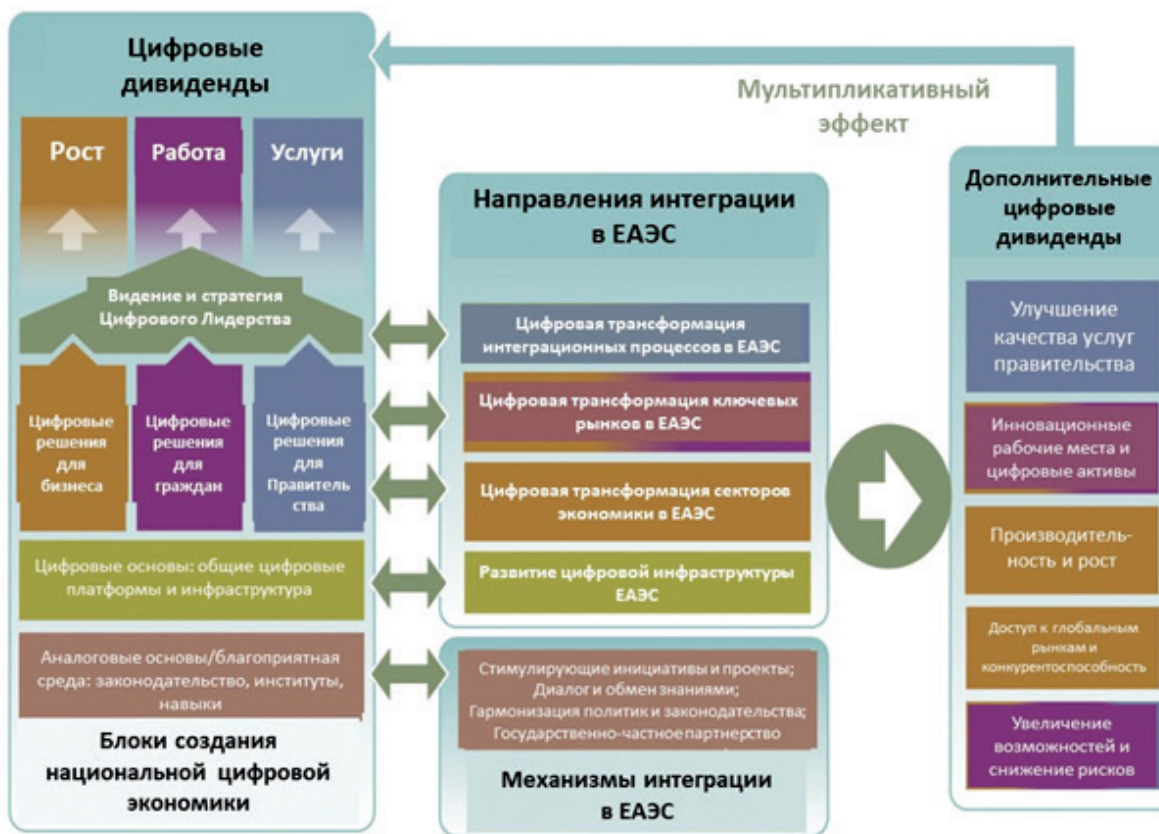 Цифровые
дивиденды
Рост
Работа
Услуги
Видение и стратегия
Цифрового Лидерства
Цифровые
решения
для
бизнеса
Цифровые
решения
для
граждан
Цифровые
решения
для
Правитель
ства
Цифровые основы: общие цифровые
платформы и инфраструктура
Аналоговые основы/благоприятная
среда: законодательство, институты,
навыки
Блоки создания
национальной цифровой
экономики
Мультипликативный
эффект
Направления интеграции
в ЕАЭС
Цифровая трансформация
интеграционных процессов в ЕАЭС
Цифровая трансформация ключевых
рынков в ЕАЭС
Цифровая трансформация секторов
экономики в ЕАЭС
Развитие цифровой инфраструктуры
ЕАЭС
Стимулирующие инициативы и проекты;
Диалог и обмен знаниями;
Гармонизация политик и законодательства;
Государственно-частное партнерство
Механизмы интеграции
в ЕАЭС
Дополнительные
цифровые
дивиденды
Улучшение
качества услуг
правительства
Инновационные
рабочие места и
цифровые активы
Производитель-
ность и рост
Доступ к глобальным
рынкам и
конкурентоспособность
Увеличение
возможностей и
снижение рисков